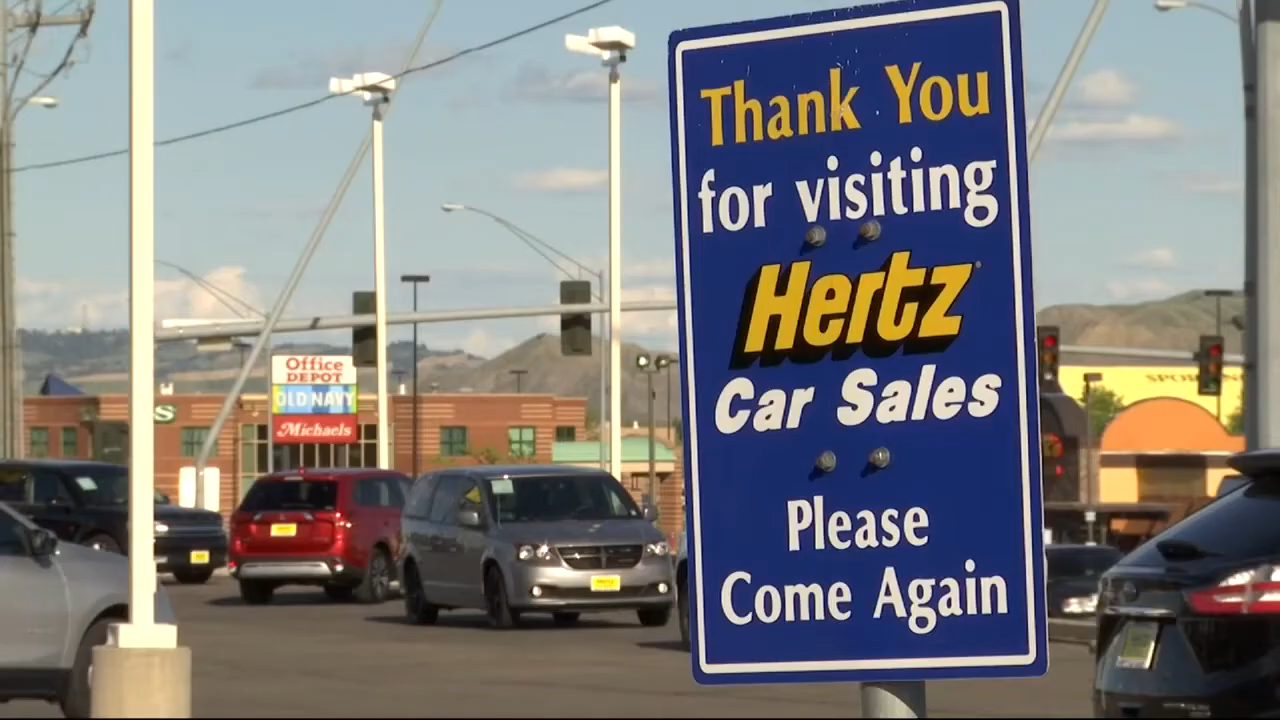 Thank You
for visiting
Hertz
Car Sales
Please
Come Again
Office
DEPOT
OLD NAVY
Michaels
S